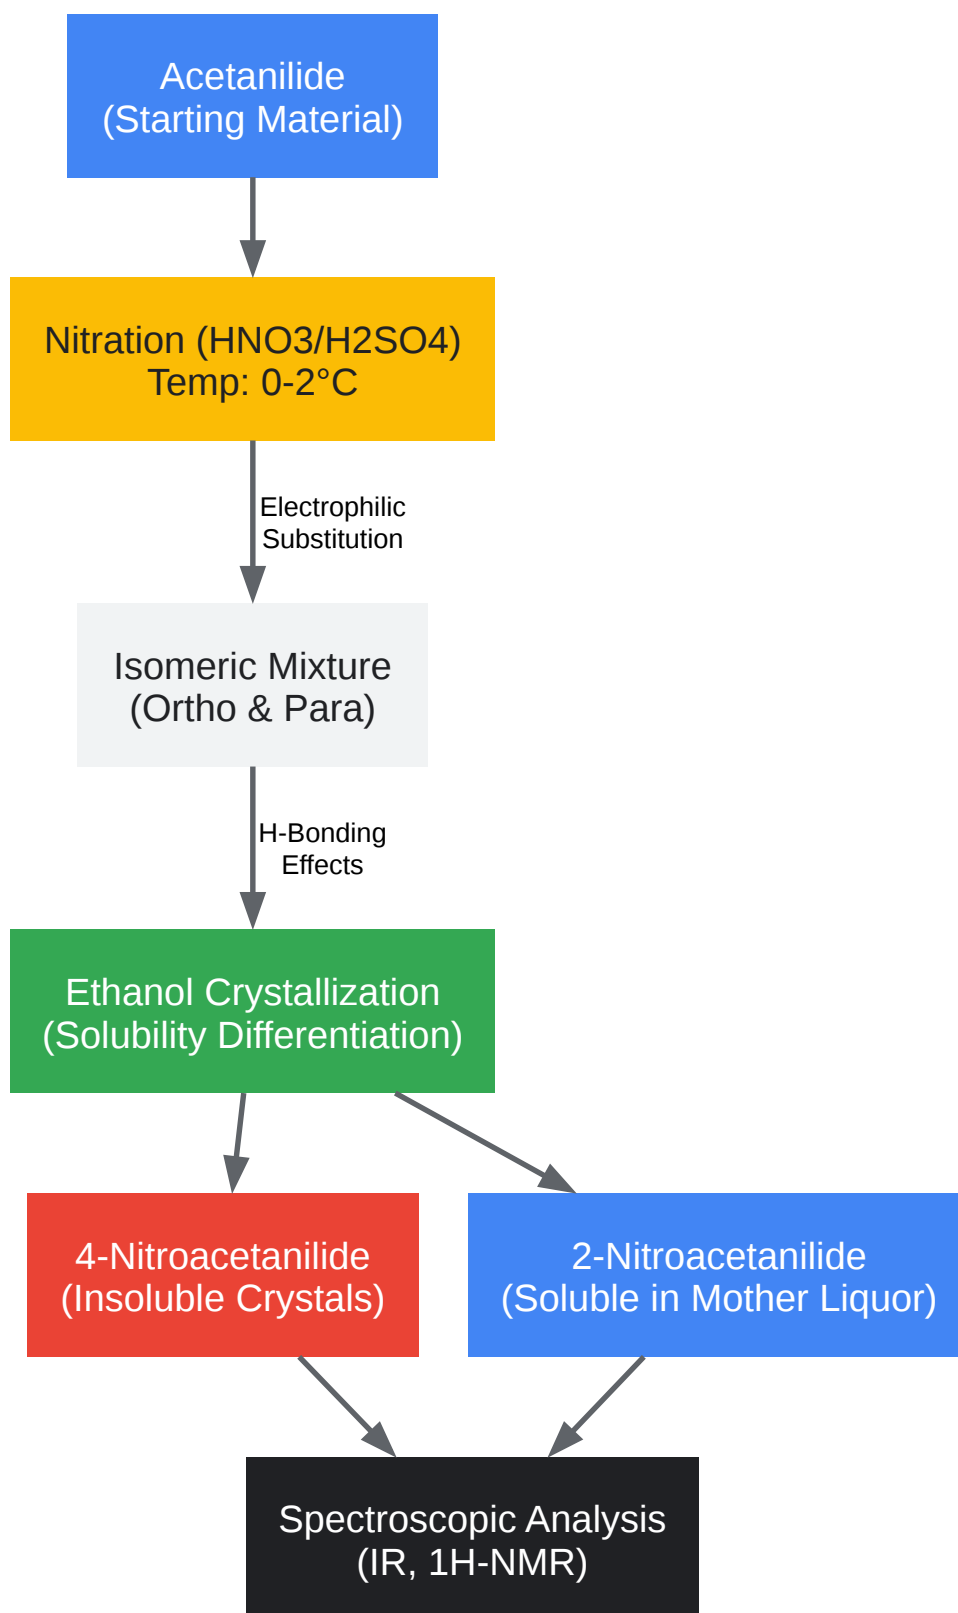 Acetanilide
(Starting Material)
Nitration (HNO3/H2SO4)
Temp: 0-2°C
Electrophilic
Substitution
Isomeric Mixture
(Ortho & Para)
H-Bonding
Effects
Ethanol Crystallization
(Solubility Differentiation)
4-Nitroacetanilide
(Insoluble Crystals)
2-Nitroacetanilide
(Soluble in Mother Liquor)
Spectroscopic Analysis
(IR, 1H-NMR)